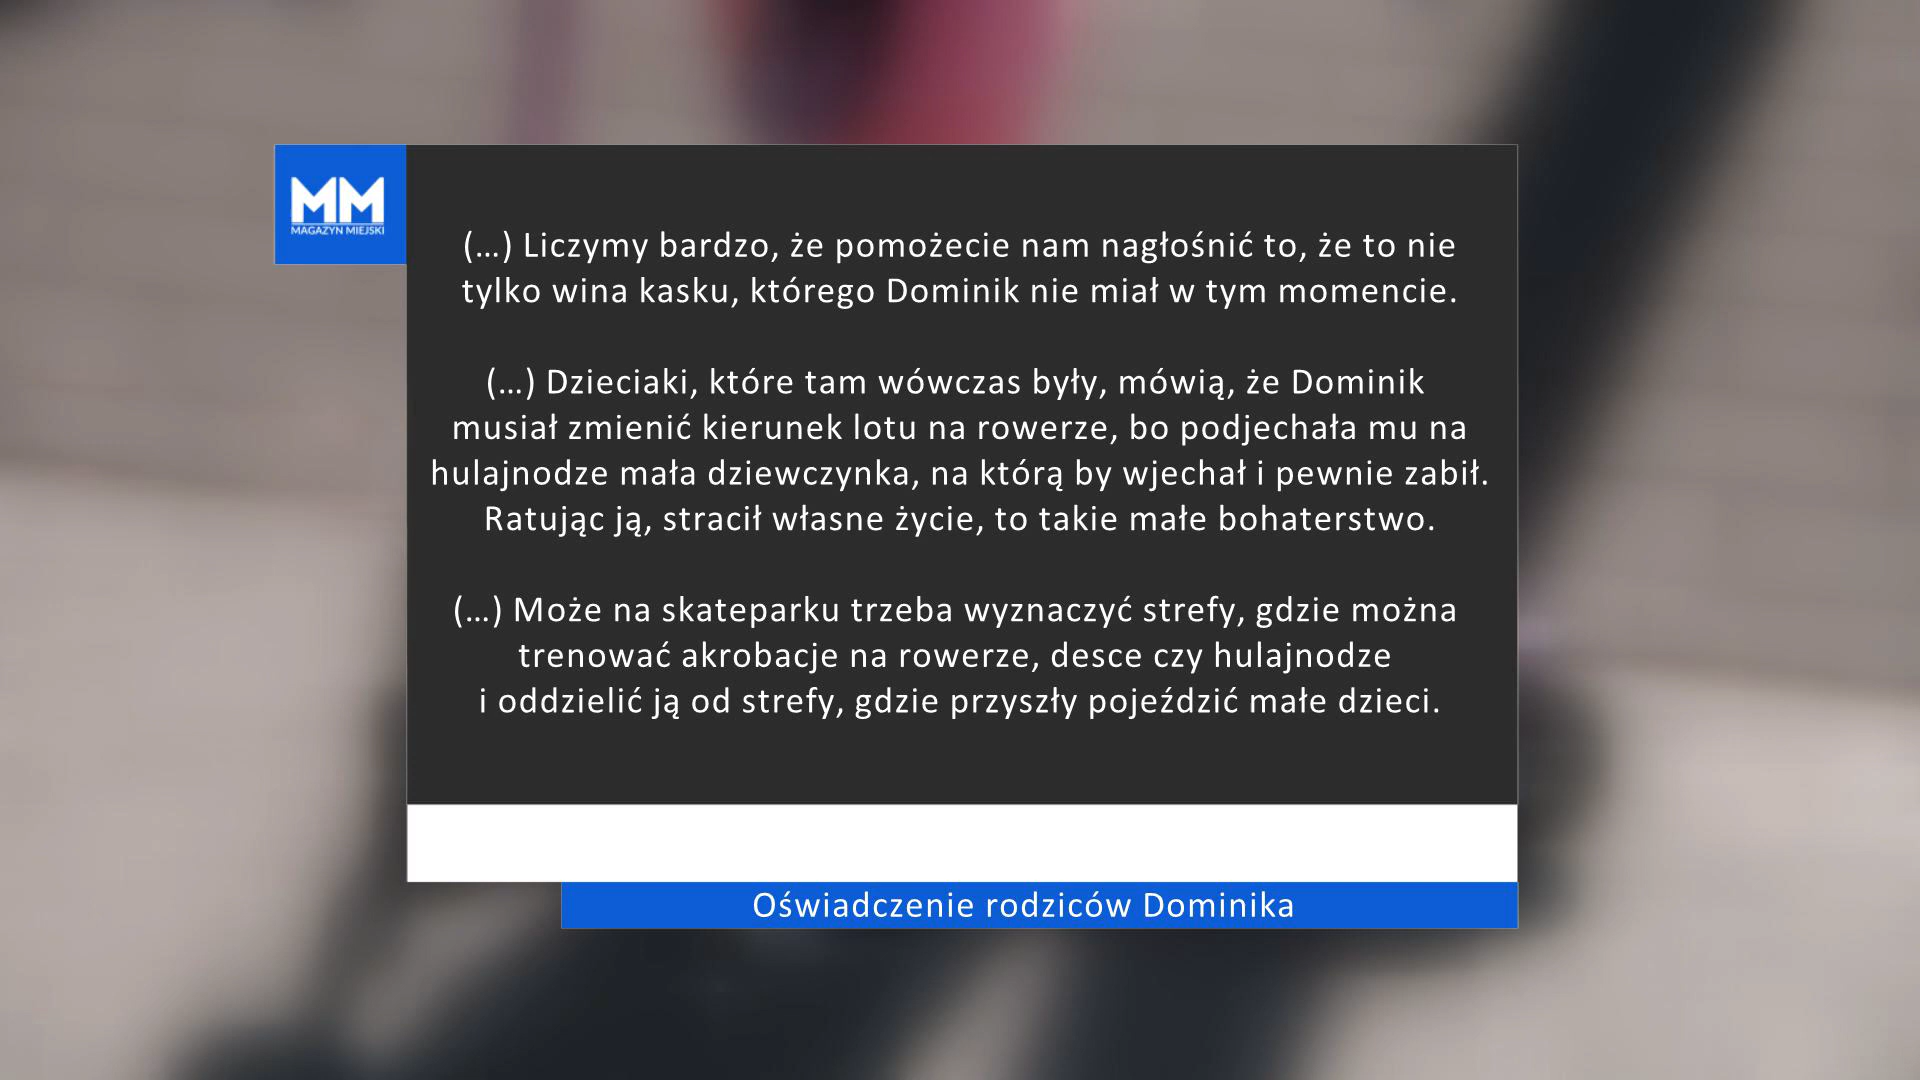 MM
MAGAZYN MIEJSKI
(...) Liczymy bardzo, że pomożecie nam nagłośnić to, że to nie
tylko wina kasku, którego Dominik nie miał w tym momencie.
(...) Dzieciaki, które tam wówczas były, mówią, że Dominik
musiał zmienić kierunek lotu na rowerze, bo podjechała mu na
hulajnodze mała dziewczynka, na którą by wjechał i pewnie zabił.
Ratując ją, stracił własne życie, to takie małe bohaterstwo.
(...) Może na skateparku trzeba wyznaczyć strefy, gdzie można
trenować akrobacje na rowerze, desce czy hulajnodze
i oddzielić ją od strefy, gdzie przyszły pojeździć małe dzieci.
Oświadczenie rodziców Dominika